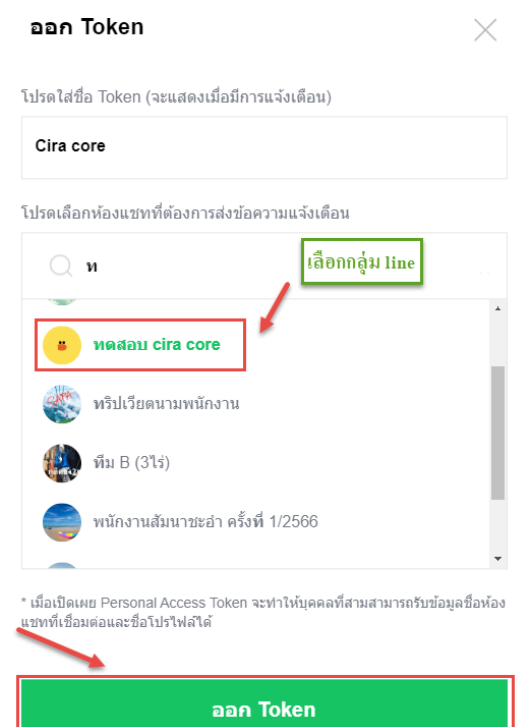 ออก Token
โปรดใส่ชื่อ Token (จะแสดงเมื่อมีการแจ้งเตือน)
Cira core
โปรดเลือกห้องแชทที่ต้องการส่งข้อความแจ้งเตือน
ท
เลือกกลุ่ม line
ทดสอบ cira core
ทริปเวียดนามพนักงาน
ทีม B (3ไร่)
พนักงานสัมนาชะอำ ครั้งที่ 1/2566
* เมื่อเปิดเผย Personal Access Token จะทำให้บุคคลที่สามสามารถรับข้อมูลชื่อห้อง
แชทที่เชื่อมต่อและชื่อโปรไฟล์ได้
ออก Token